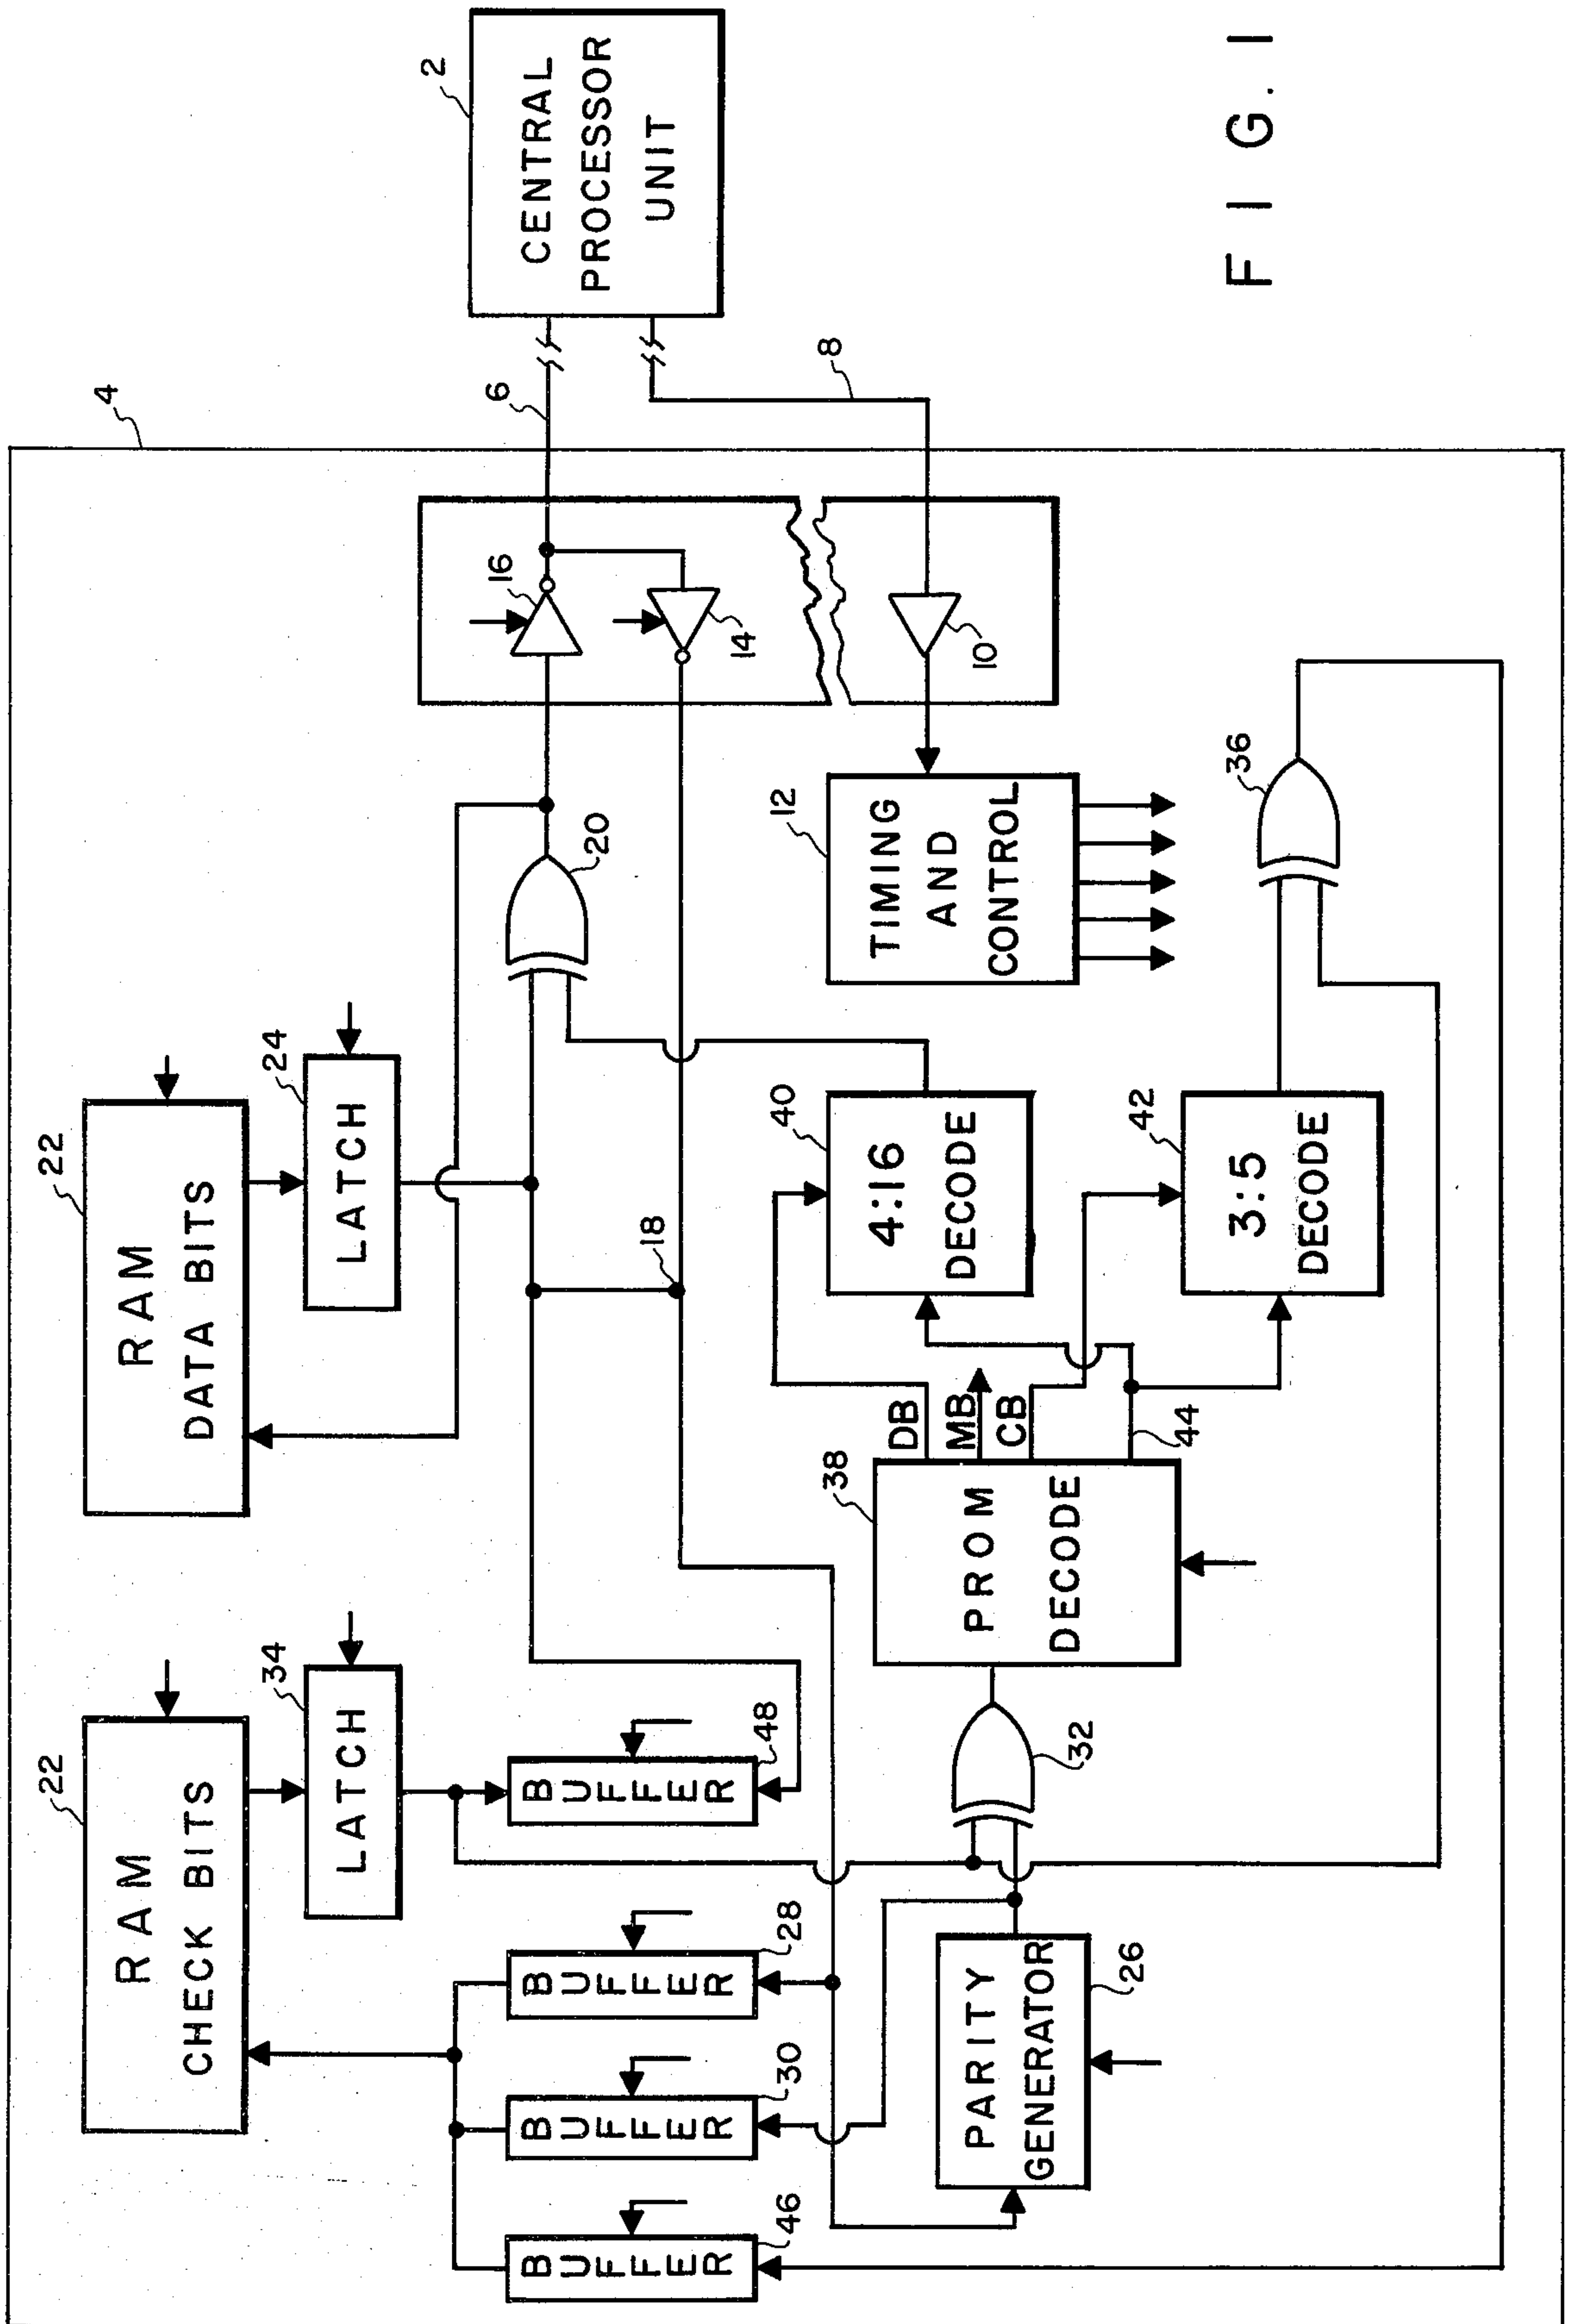 22
RAM
CHECK BITS
34
LATCH
46
BUFFER
30
BUFFER
28
BUFFER
48
BUFFER
22
RAM
DATA BITS
24
LATCH
18
20
16
14
10
4
6
8
2
CENTRAL
PROCESSOR
UNIT
26
PARITY
GENERATOR
32
38
PROM
DECODE
DB
MB
CB
44
40
4:16
DECODE
42
3:5
DECODE
12
TIMING
AND
CONTROL
36
FIG. 1